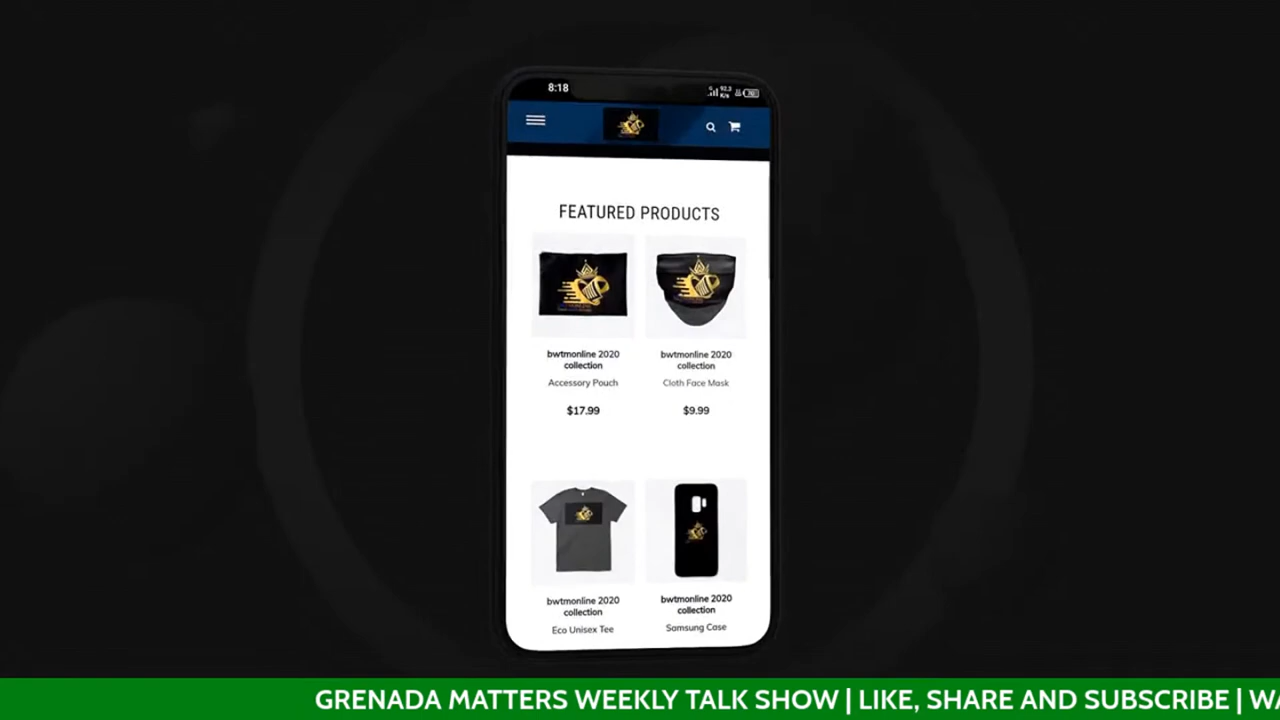 8:18
FEATURED PRODUCTS
bwtmonline 2020
collection
Accessory Pouch
$17.99
bwtmonline 2020
collection
Cloth Face Mask
$9.99
bwtmonline 2020
collection
Eco Unisex Tee
bwtmonline 2020
collection
Samsung Case
GRENADA MATTERS WEEKLY TALK SHOW | LIKE, SHARE AND SUBSCRIBE | WA